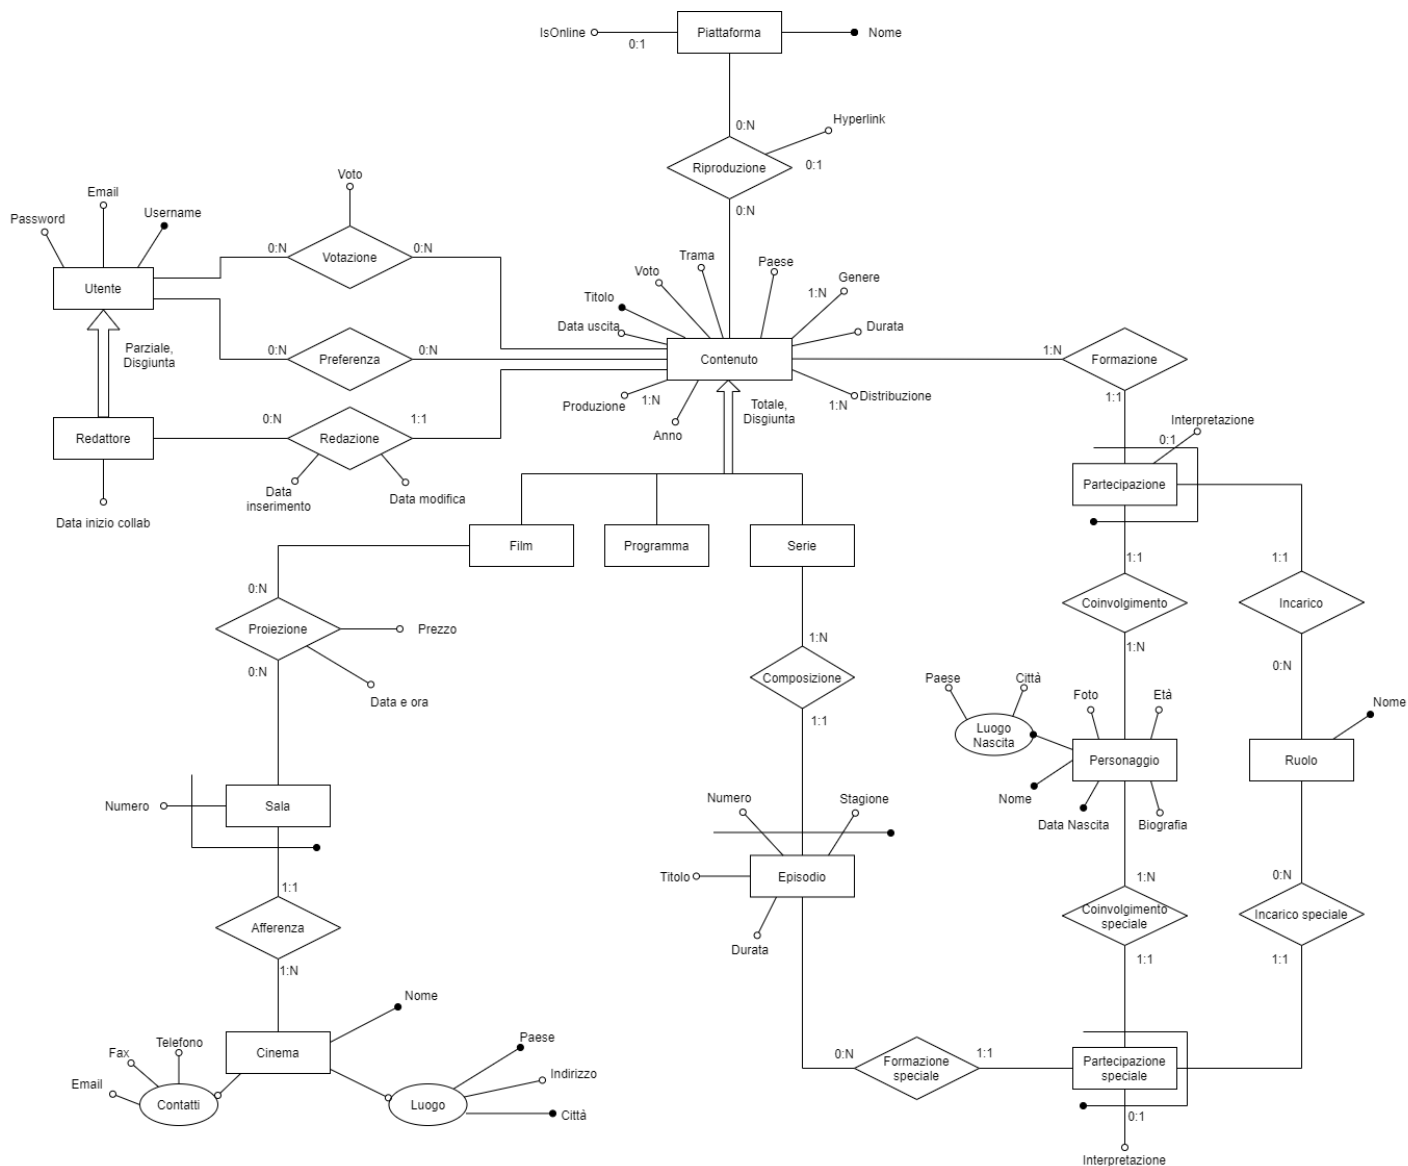 IsOnline
0:1
Piattaforma
Nome
0:N
Hyperlink
Riproduzione
0:1
0:N
Voto
Email
Password
Username
0:N
Votazione
0:N
Utente
Trama
Paese
Voto
Genere
1:N
Titolo
Data uscita
Durata
Contenuto
Parziale,
Disgiunta
0:N
Preferenza
0:N
1:N
Formazione
1:1
Produzione
1:N
Anno
Totale,
Disgiunta
1:N
Distribuzione
Redattore
0:N
Redazione
1:1
Data
inserimento
Data modifica
Data inizio collab
Interpretazione
0:1
Partecipazione
Film
Programma
Serie
1:1
1:1
Coinvolgimento
Incarico
1:N
0:N
0:N
Proiezione
Prezzo
0:N
Data e ora
1:N
Composizione
1:1
Paese
Città
Luogo
Nascita
Foto
Età
Nome
Personaggio
Ruolo
Nome
Data Nascita
Biografia
Numero
Sala
Numero
Stagione
Titolo
Episodio
Durata
1:1
Afferenza
1:N
1:N
Coinvolgimento
speciale
1:1
0:N
Incarico speciale
1:1
Nome
Cinema
Telefono
Fax
Email
Contatti
Paese
Indirizzo
Luogo
Città
0:N
Formazione
speciale
1:1
Partecipazione
speciale
0:1
Interpretazione